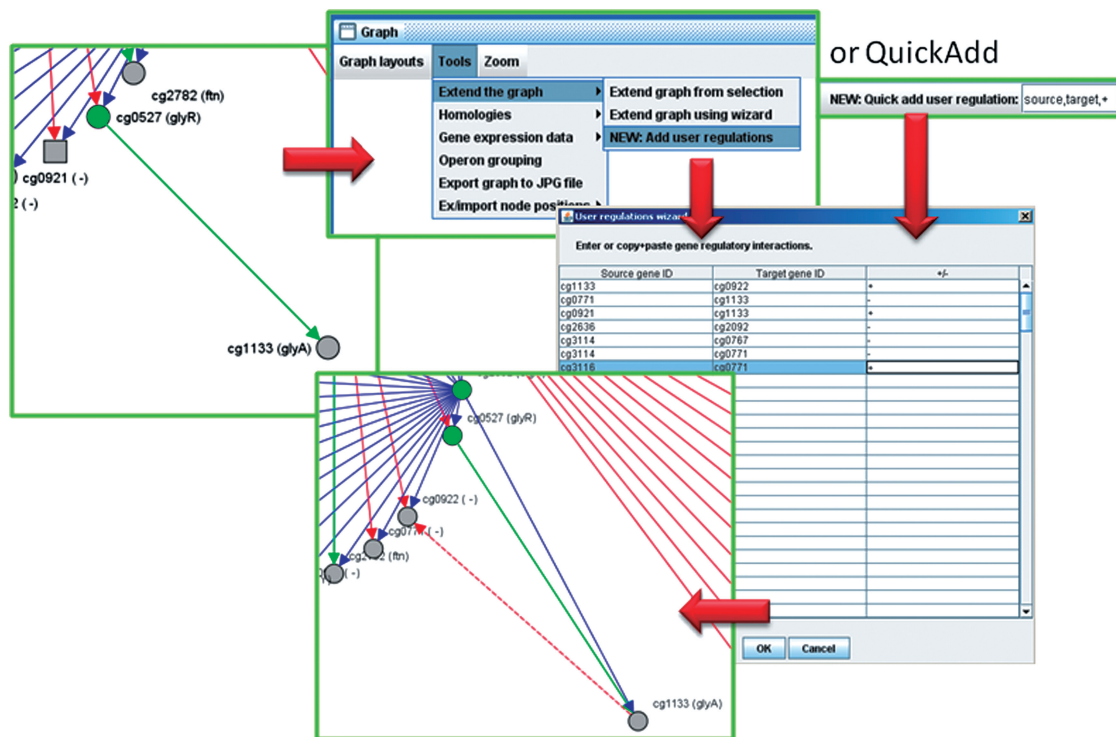 cg2782 (ftn)
cg0527 (glyR)
cg0921 ( -)
2 ( -)
cg1133 (glyA)
Graph
Graph layouts Tools Zoom
Extend the graph
Homologies
Gene expression data
Operon grouping
Export graph to JPG file
Ex/import node positions
Extend graph from selection
Extend graph using wizard
NEW: Add user regulations
or QuickAdd
NEW: Quick add user regulation: source,target,+
User regulations wizard
Enter or copy+paste gene regulatory interactions.
Source gene ID Target gene ID +/-
cg1133 cg0922 +
cg0771 cg1133 -
cg0921 cg1133 +
cg2636 cg2092 -
cg3114 cg0767 -
cg3114 cg0771 -
cg3116 cg0771 +
OK Cancel
cg0527 (glyR)
cg0922 ( -)
( -)
(ftn)
( -)
cg1133 (glyA)